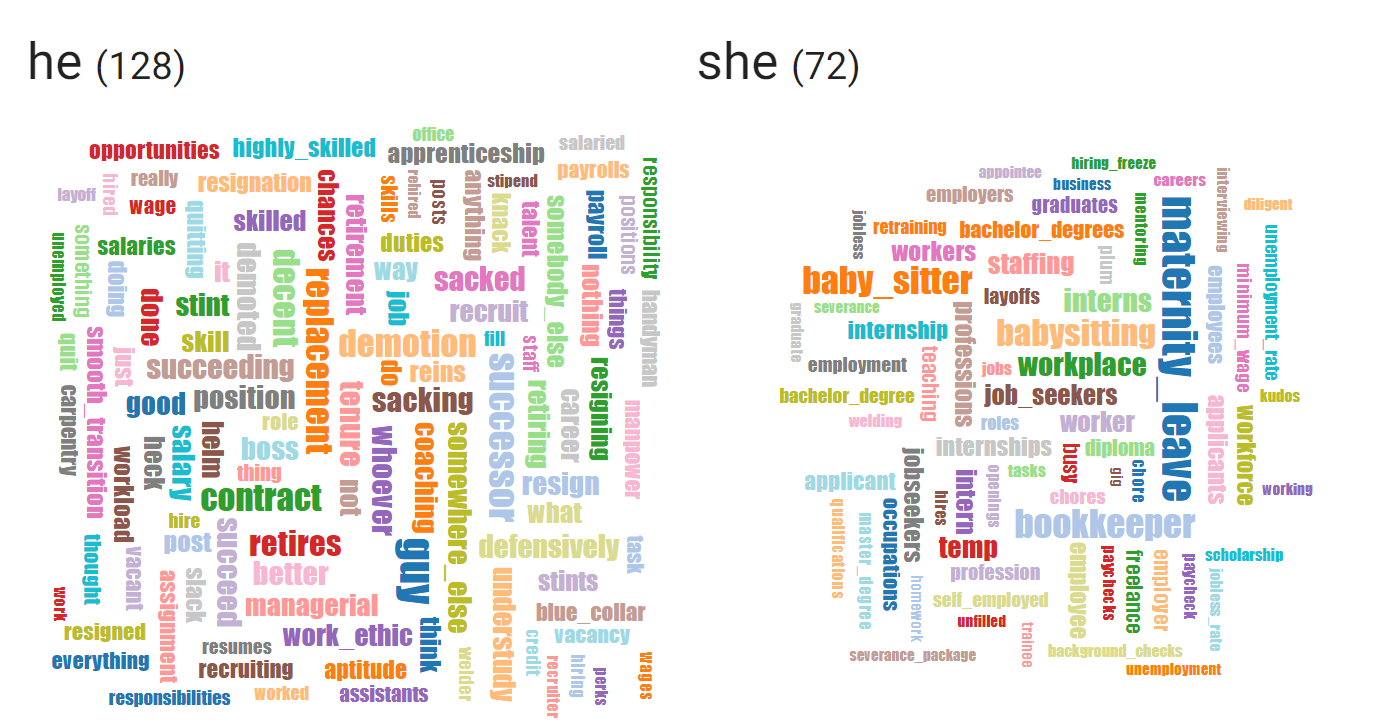 he (128)
she (72)
office
opportunities
highly_skilled
apprenticeship
salaried
payrolls
responsibility
layoff
hired
really
resignation
chances
retirement
skills
rehired
posts
anything
stipend
knack
talent
somebody_else
payroll
positions
wage
quitting
skilled
unemployed
something
salaries
duties
demoted
decent
it
way
sacked
nothing
doing
done
stint
replacement
job
recruit
things
handyman
skill
demotion
fill
staff
quit
smooth_transition
just
succeeding
do
reins
successor
resigning
carpentry
good
position
tenure
sacking
retiring
career
manpower
role
salary
helm
boss
whoever
coaching
somewhere_else
heck
workload
thing
not
contract
resign
what
hire
post
succeed
retires
guy
defensively
task
thought
vacant
better
understudy
stints
work
assignment
slack
managerial
blue_collar
resigned
work_ethic
think
vacancy
credit
everything
resumes
recruiting
aptitude
welder
recruiter
hiring
perks
wages
responsibilities
worked
assistants
hiring_freeze
appointee
business
careers
interviewing
employers
graduates
mentoring
maternity_leave
diligent
jobless
retraining
bachelor_degrees
unemployment_rate
workers
staffing
plum
baby_sitter
layoffs
interns
employees
minimum_wage
graduate
severance
professions
internship
babysitting
employment
teaching
jobs
workplace
bachelor_degree
job_seekers
kudos
applicants
workforce
welding
roles
worker
internships
busy
diploma
jobseekers
intern
openings
tasks
gig
chore
applicant
chores
working
qualifications
master_degree
occupations
hires
bookkeeper
temp
employee
paychecks
freelance
employer
paycheck
scholarship
jobless_rate
profession
homework
self_employed
unfilled
trainee
severance_package
background_checks
unemployment